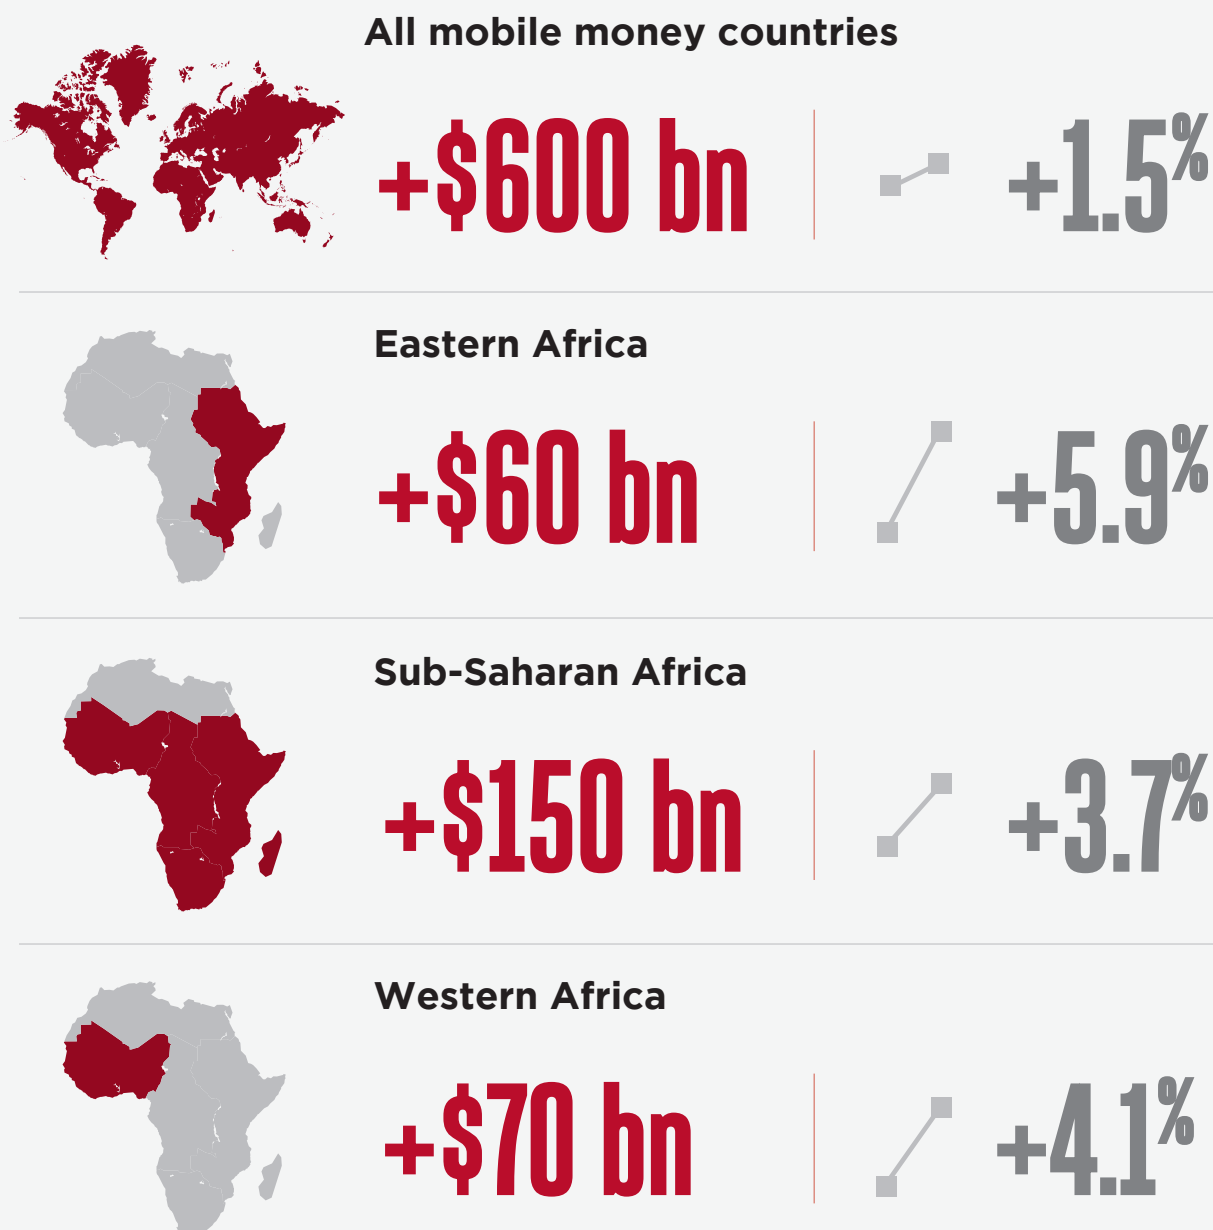 All mobile money countries
+$600 bn
+1.5%
Eastern Africa
+$60 bn
+5.9%
Sub-Saharan Africa
+$150 bn
+3.7%
Western Africa
+$70 bn
+4.1%